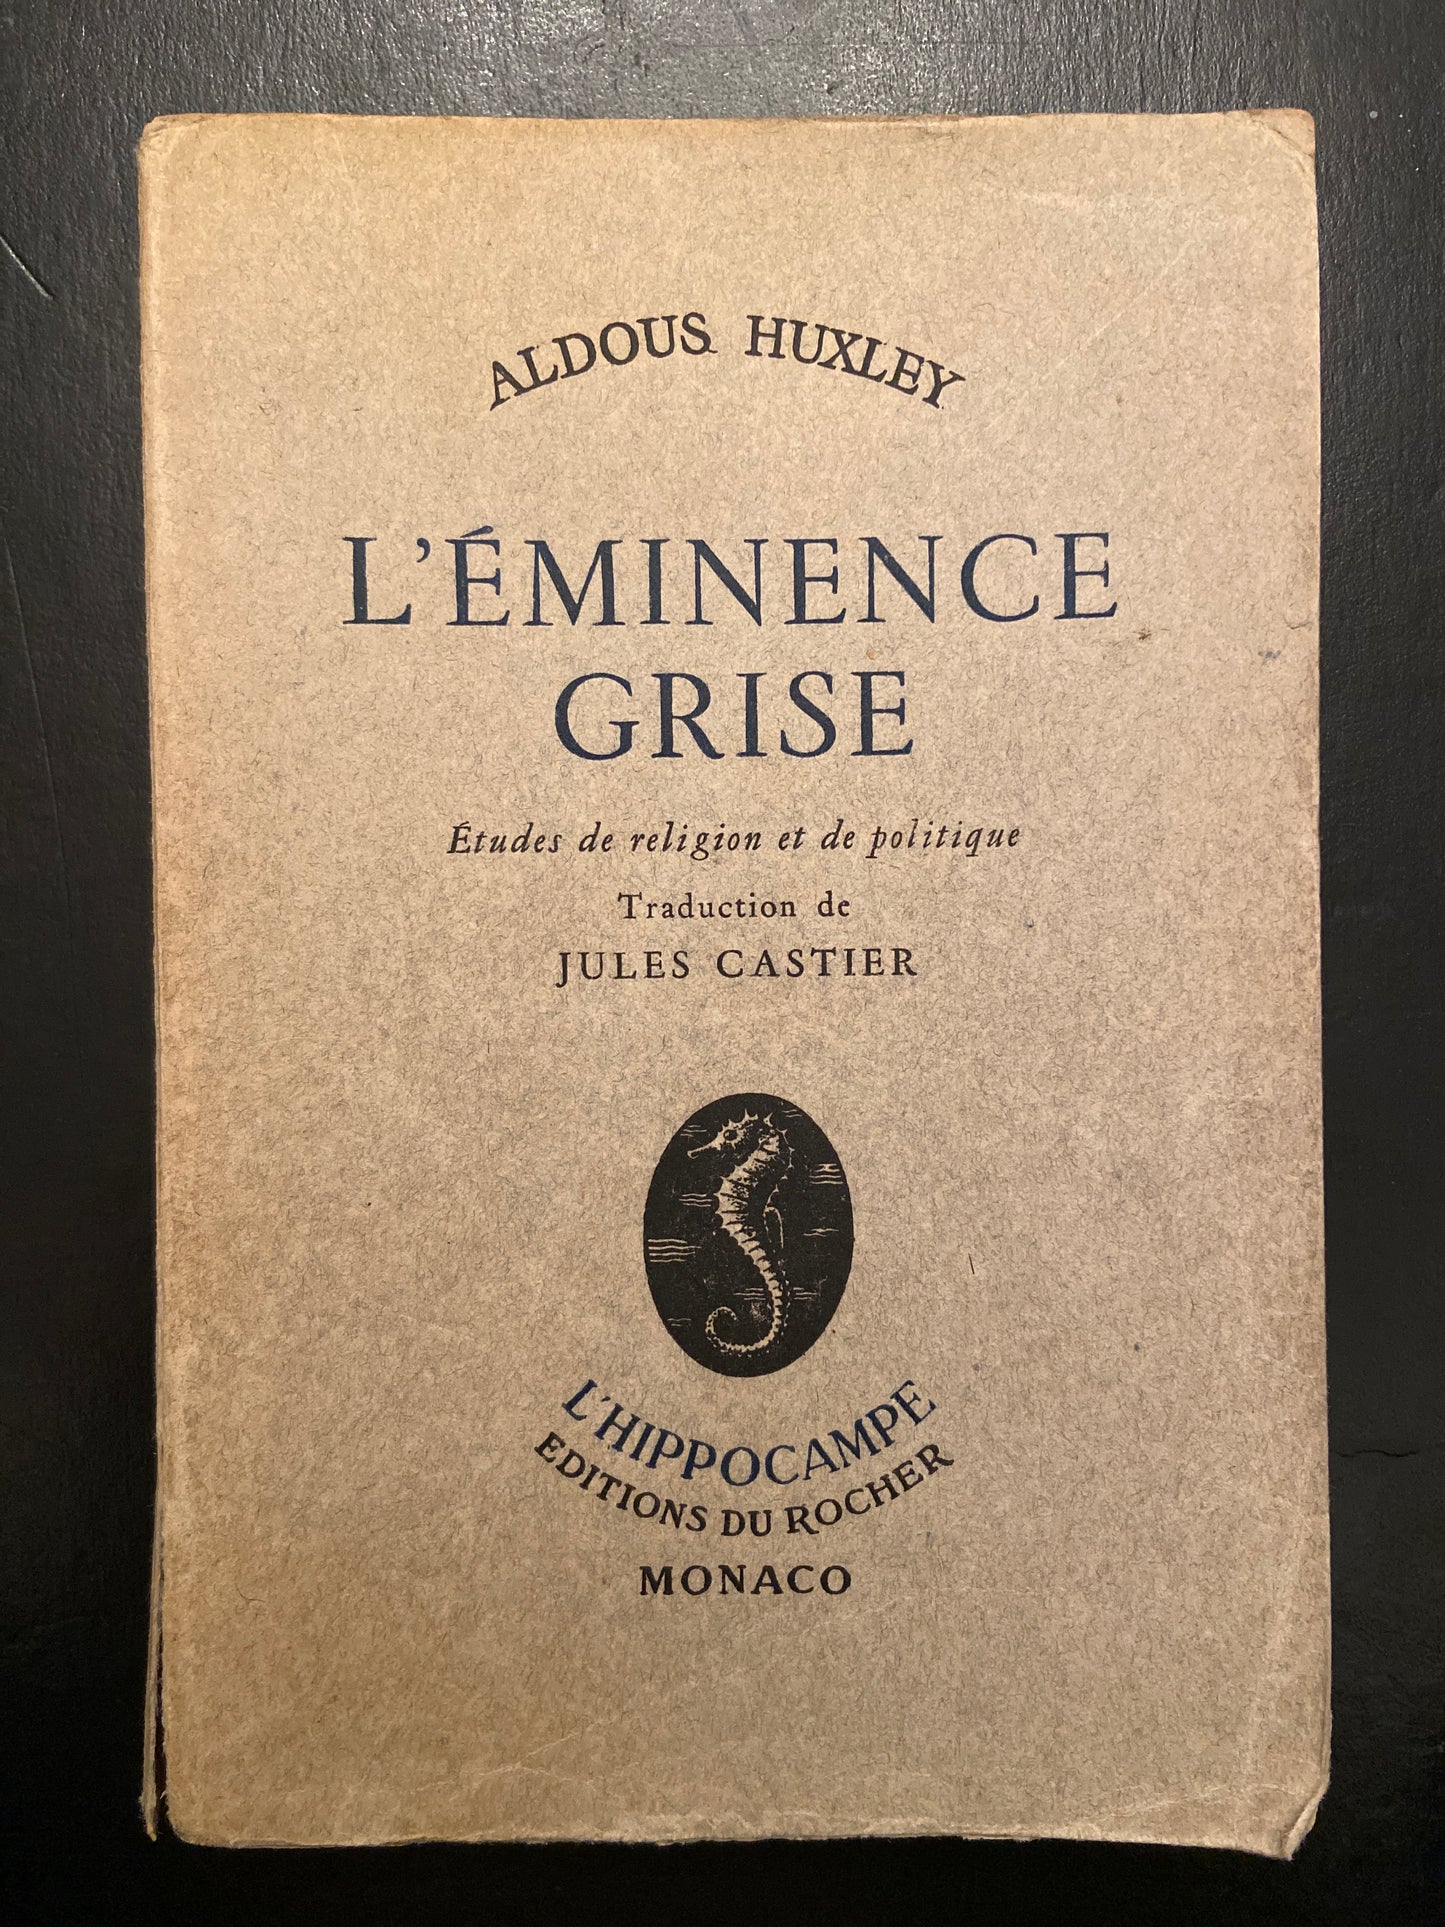 ALDOUS HUXLEY
L'ÉMINENCE
GRISE
Études de religion et de politique
Traduction de
JULES CASTIER
L'HIPPOCAMPE
EDITIONS DU ROCHER
MONACO